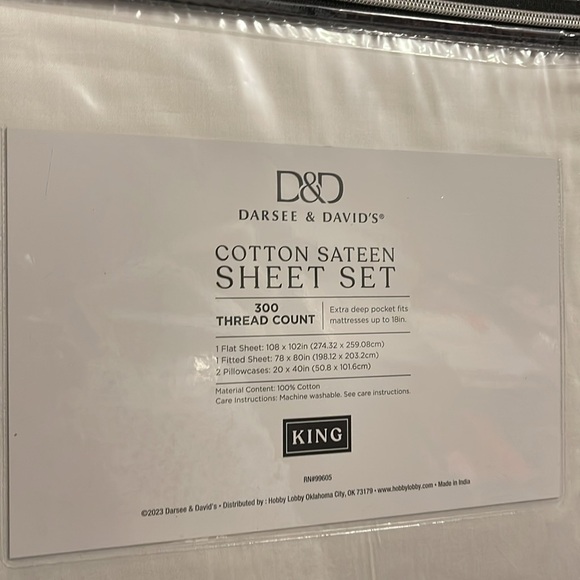 D&D
DARSEE & DAVID'S®
COTTON SATEEN
SHEET SET
300
THREAD COUNT
Extra deep pocket fits
mattresses up to 18in.
1 Flat Sheet: 108 x 102in (274.32 x 259.08cm)
1 Fitted Sheet: 78 x 80in (198.12 x 203.2cm)
2 Pillowcases: 20 x 40in (50.8 x 101.6cm)
Material Content: 100% Cotton
Care Instructions: Machine washable. See care instructions.
KING
RN#99605
©2023 Darsee & David's • Distributed by: Hobby Lobby Oklahoma City, OK 73179 • www.hobbylobby.com • Made in India